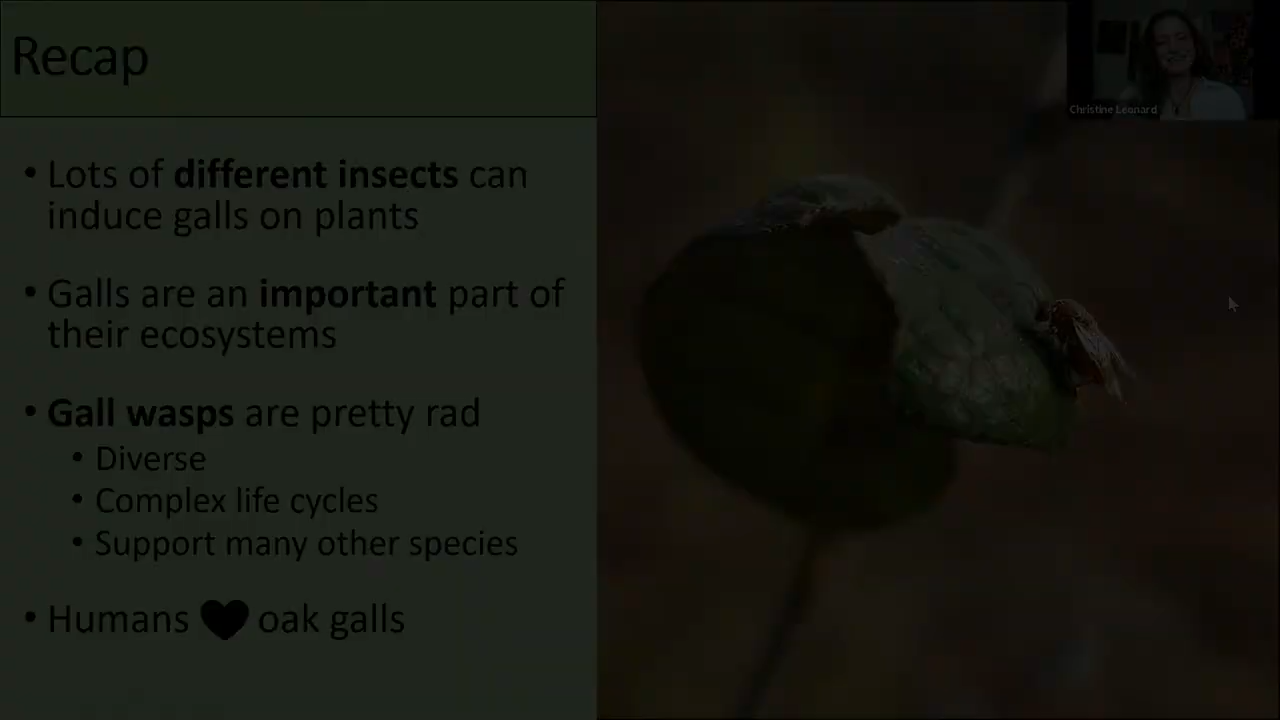 Recap
Christine Leonard
• Lots of different insects can
induce galls on plants
• Galls are an important part of
their ecosystems
• Gall wasps are pretty rad
• Diverse
• Complex life cycles
• Support many other species
• Humans ♥ oak galls